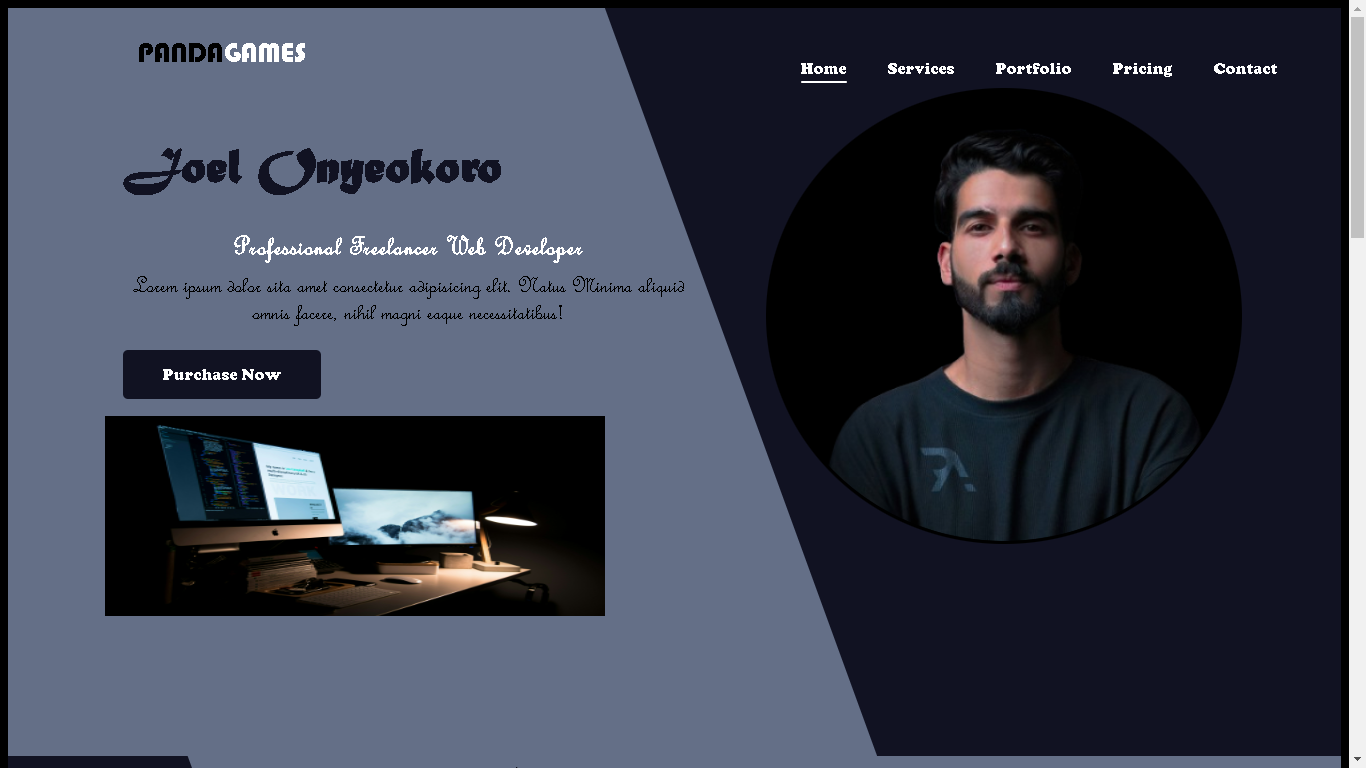 PANDAGAMES
Home Services Portfolio Pricing Contact
Joel Onyeokoro
Professional Freelancer Web Developer
Lorem ipsum dolor sita amet consectetur adipisicing elit. Natus Minima aliquid
omnis facere, nihil magni eaque necessitatibus!
Purchase Now